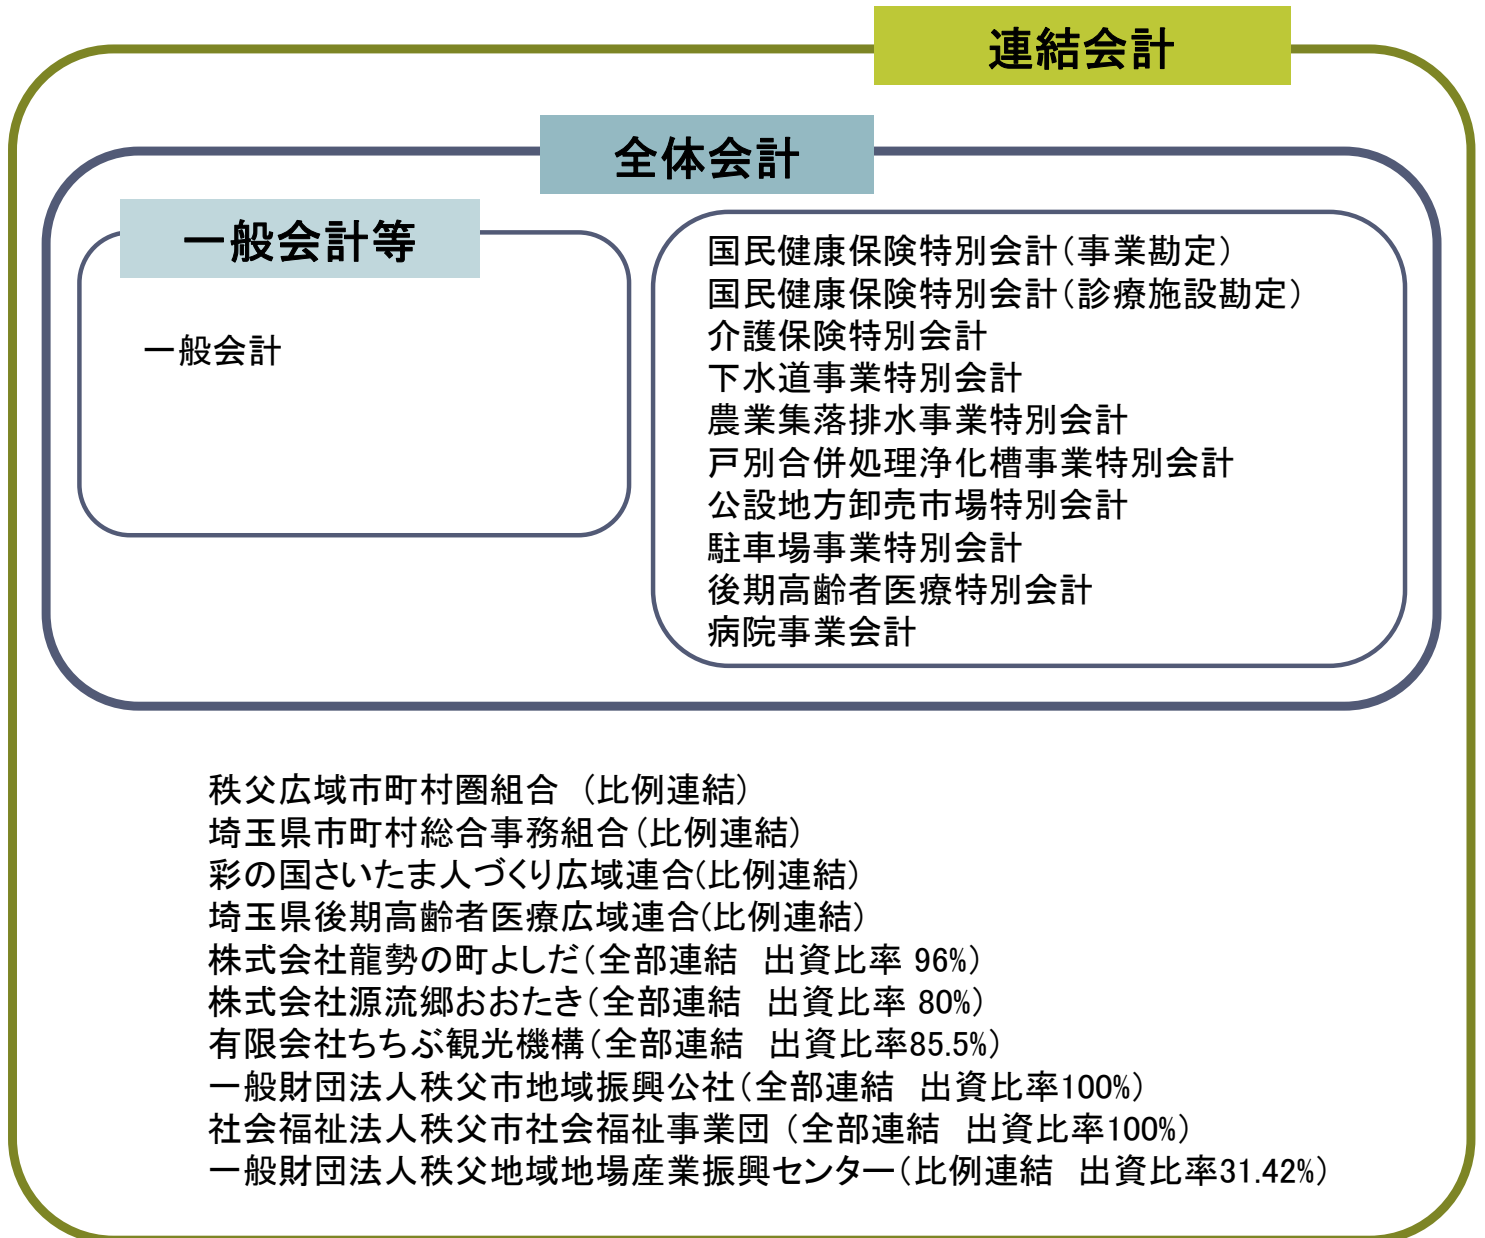 連結会計
全体会計
一般会計等
一般会計
国民健康保険特別会計（事業勘定）
国民健康保険特別会計（診療施設勘定）
介護保険特別会計
下水道事業特別会計
農業集落排水事業特別会計
戸別合併処理浄化槽事業特別会計
公設地方卸売市場特別会計
駐車場事業特別会計
後期高齢者医療特別会計
病院事業会計
秩父広域市町村圏組合　（比例連結）
埼玉県市町村総合事務組合（比例連結）
彩の国さいたま人づくり広域連合(比例連結）
埼玉県後期高齢者医療広域連合(比例連結）
株式会社龍勢の町よしだ（全部連結　出資比率 96%）
株式会社源流郷おおたき（全部連結　出資比率 80%）
有限会社ちちぶ観光機構（全部連結　出資比率85.5%）
一般財団法人秩父市地域振興公社（全部連結　出資比率100%）
社会福祉法人秩父市社会福祉事業団 （全部連結　出資比率100%）
一般財団法人秩父地域地場産業振興センター（比例連結　出資比率31.42%）